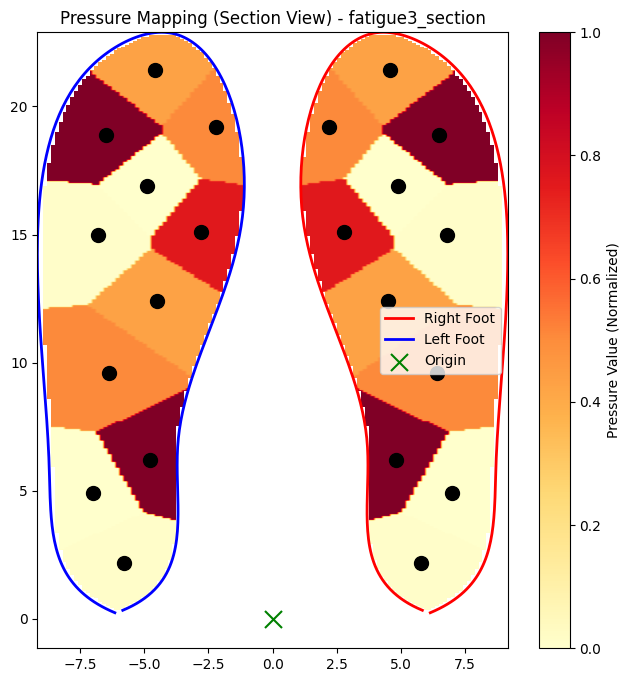 Pressure Mapping (Section View) - fatigue3_section
20
15
10
5
0
−7.5 −5.0 −2.5 0.0 2.5 5.0 7.5
Right Foot
Left Foot
Origin
1.0
0.8
0.6
0.4
0.2
0.0
Pressure Value (Normalized)